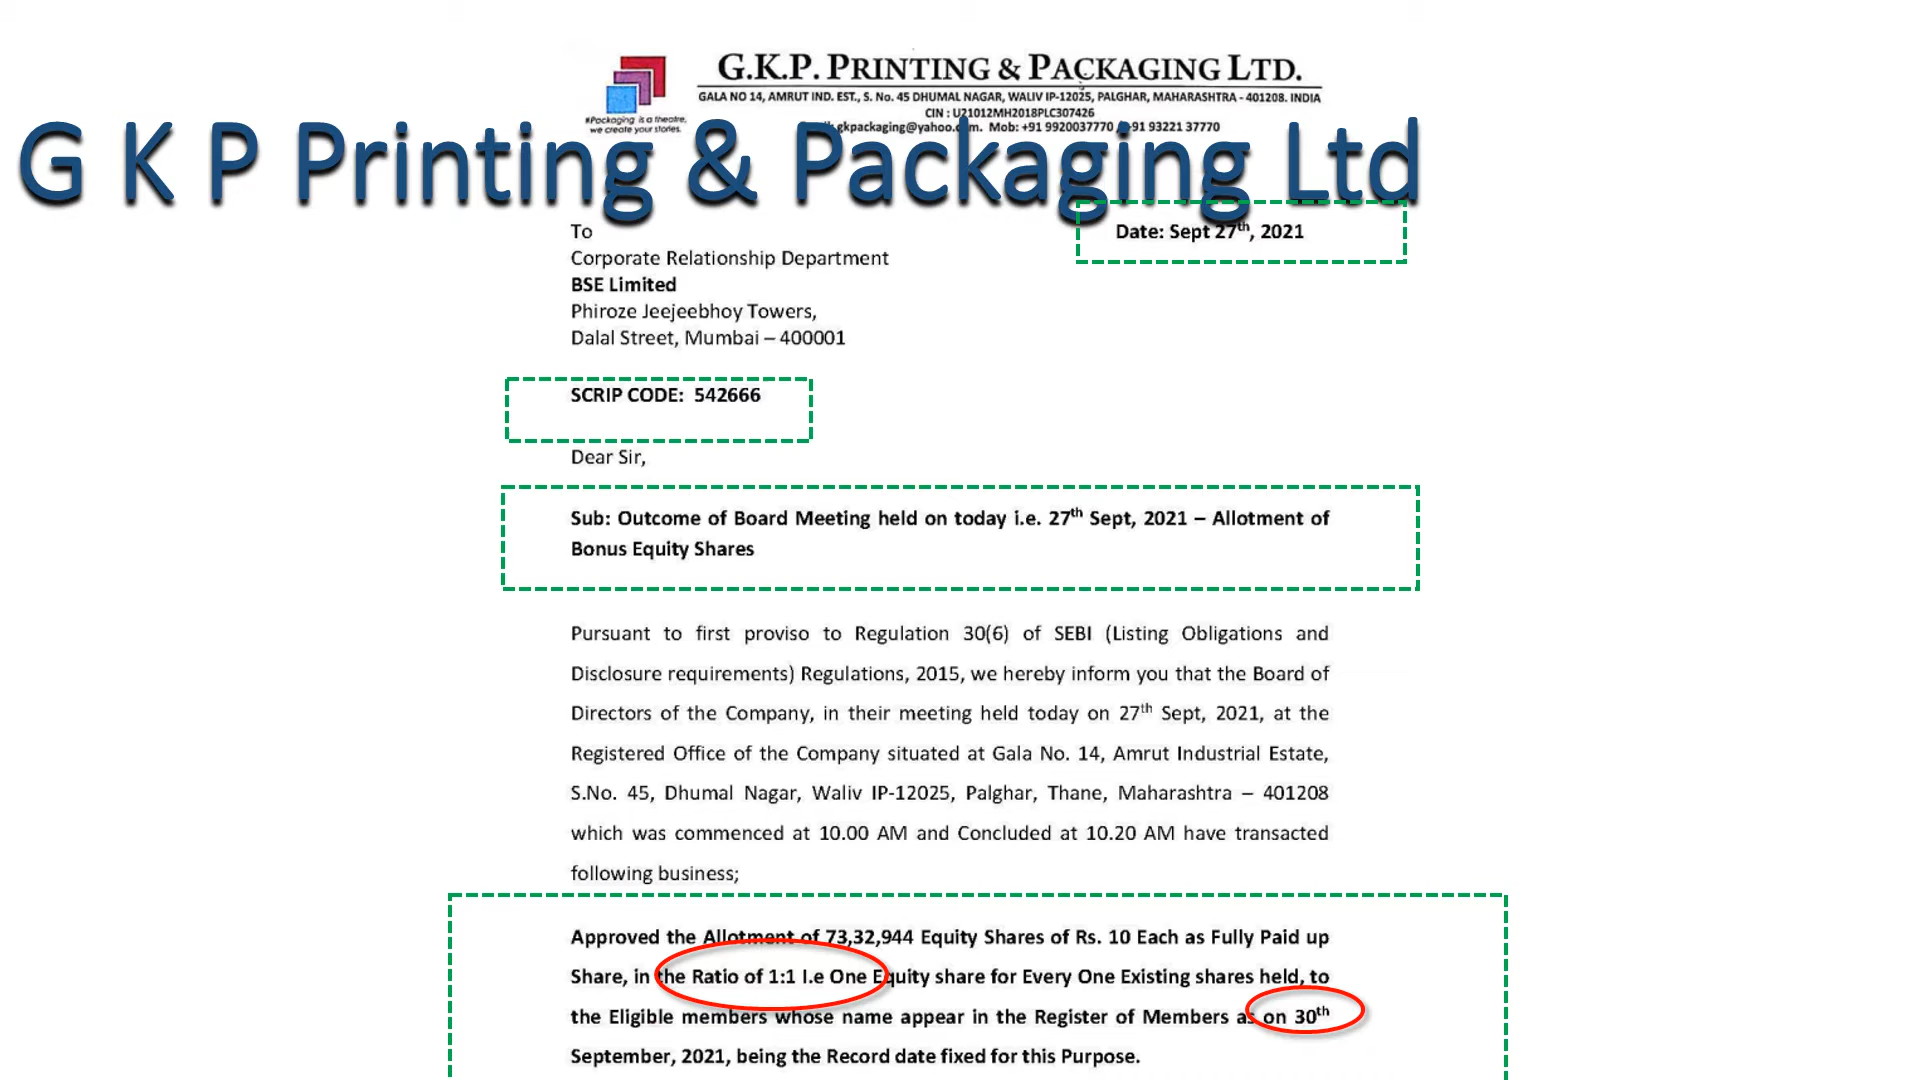 G.K.P. PRINTING & PACKAGING LTD.
GALA NO 14, AMRUT IND. EST., S. No. 45 DHUMAL NAGAR, WALIV IP-12025, PALGHAR, MAHARASHTRA - 401208. INDIA
CIN : U21012MH2018PLC307426
gkpackaging@yahoo. m. Mob: +91 9920037770 91 93221 37770
#Packaging is a theatre,
we create your stories.
G K P Printing & Packaging Ltd
To
Date: Sept 27th, 2021
Corporate Relationship Department
BSE Limited
Phiroze Jeejeebhoy Towers,
Dalal Street, Mumbai – 400001
SCRIP CODE: 542666
Dear Sir,
Sub: Outcome of Board Meeting held on today i.e. 27th Sept, 2021 – Allotment of
Bonus Equity Shares
Pursuant to first proviso to Regulation 30(6) of SEBI (Listing Obligations and
Disclosure requirements) Regulations, 2015, we hereby inform you that the Board of
Directors of the Company, in their meeting held today on 27th Sept, 2021, at the
Registered Office of the Company situated at Gala No. 14, Amrut Industrial Estate,
S.No. 45, Dhumal Nagar, Waliv IP-12025, Palghar, Thane, Maharashtra – 401208
which was commenced at 10.00 AM and Concluded at 10.20 AM have transacted
following business;
Approved the Allotment of 73,32,944 Equity Shares of Rs. 10 Each as Fully Paid up
Share, in the Ratio of 1:1 I.e One Equity share for Every One Existing shares held, to
the Eligible members whose name appear in the Register of Members as on 30th
September, 2021, being the Record date fixed for this Purpose.